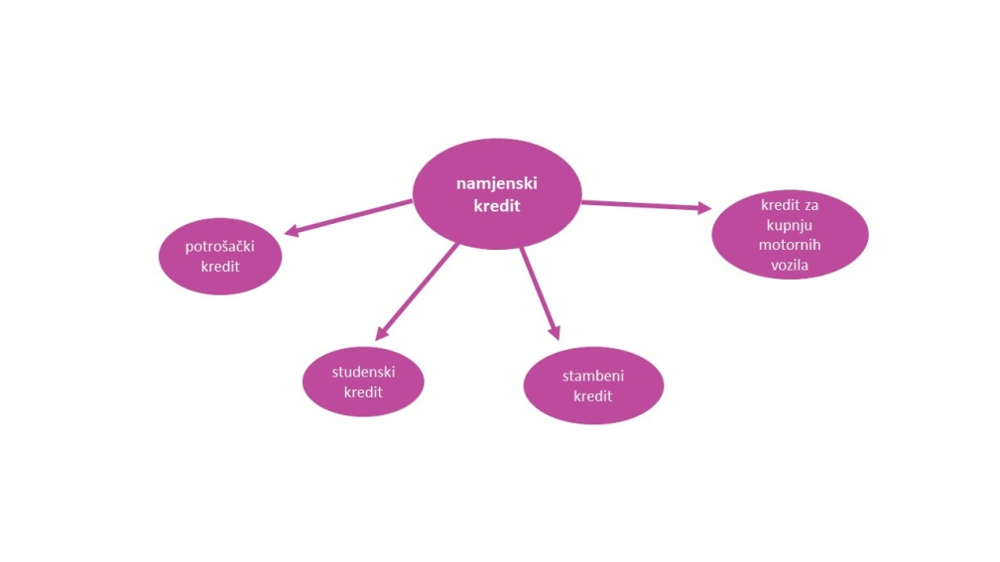 namjenski
kredit
potrošački
kredit
studenski
kredit
stambeni
kredit
kredit za
kupnju
motornih
vozila